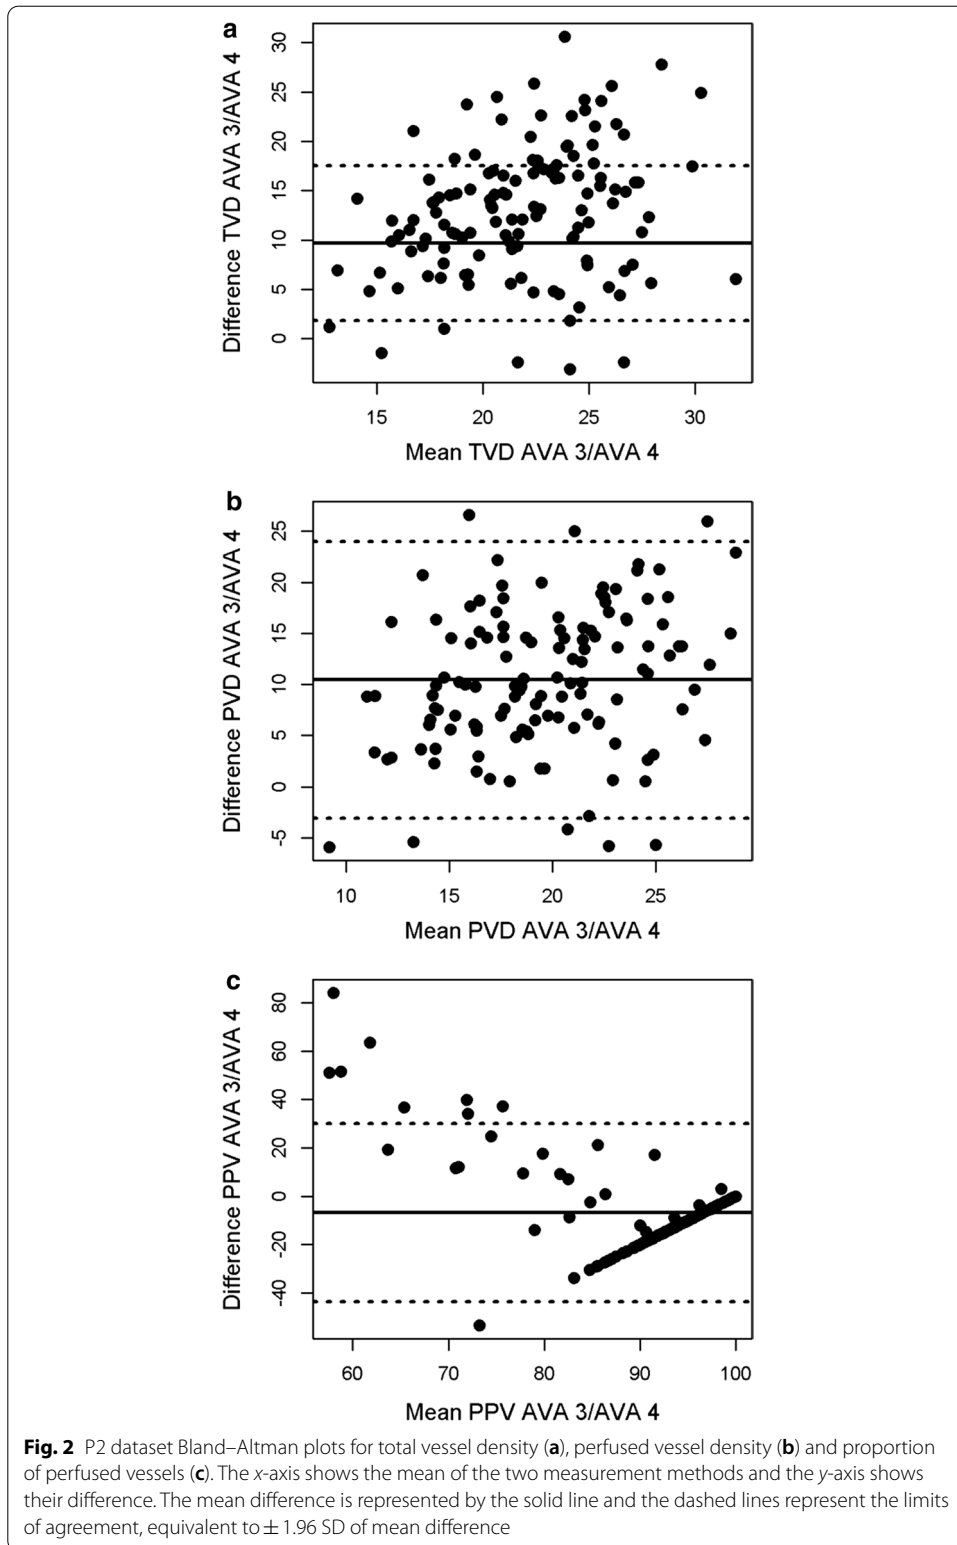 a
Difference TVD AVA 3/AVA 4
30
25
20
15
10
5
0
15 20 25 30
Mean TVD AVA 3/AVA 4
b
Difference PVD AVA 3/AVA 4
25
20
15
10
5
0
-5
10 15 20 25
Mean PVD AVA 3/AVA 4
c
Difference PPV AVA 3/AVA 4
80
60
40
20
0
-20
-40
60 70 80 90 100
Mean PPV AVA 3/AVA 4
Fig. 2 P2 dataset Bland–Altman plots for total vessel density (a), perfused vessel density (b) and proportion
of perfused vessels (c). The x-axis shows the mean of the two measurement methods and the y-axis shows
their difference. The mean difference is represented by the solid line and the dashed lines represent the limits
of agreement, equivalent to ± 1.96 SD of mean difference